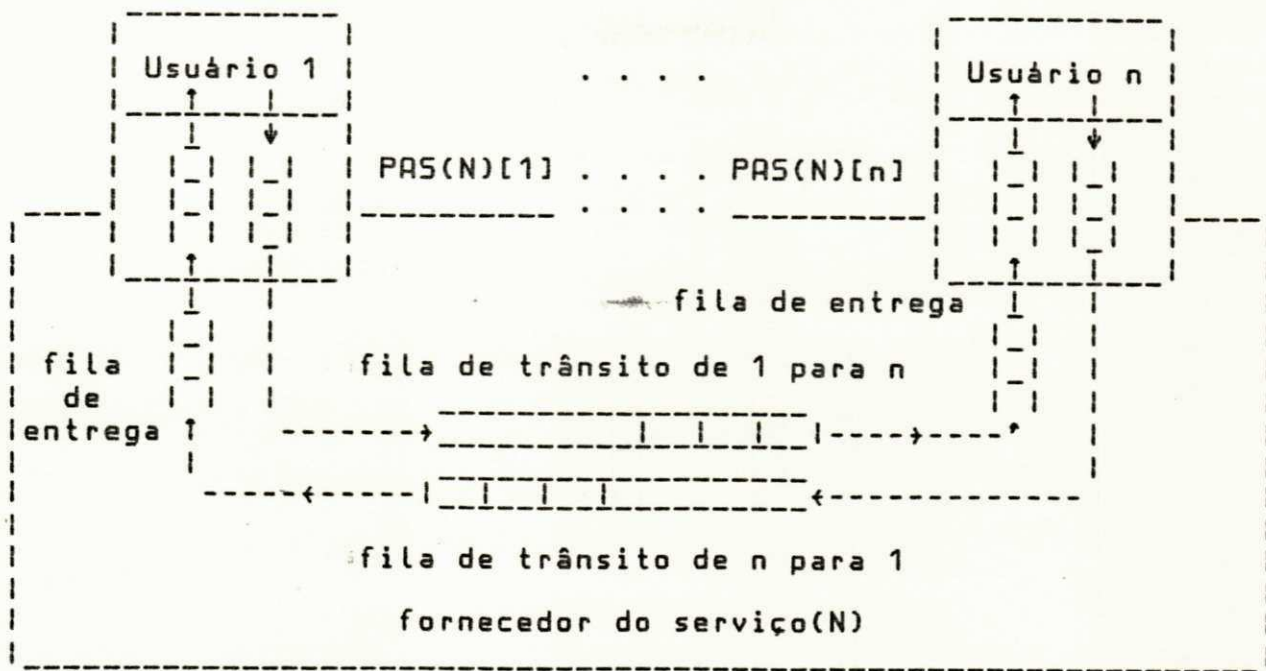 Usuário 1 . . . . Usuário n
PAS(N)[1] . . . . PAS(N)[n]
. . . .
fila de entrega
fila de entrega
fila de trânsito de 1 para n
fila de trânsito de n para 1
fornecedor do serviço(N)